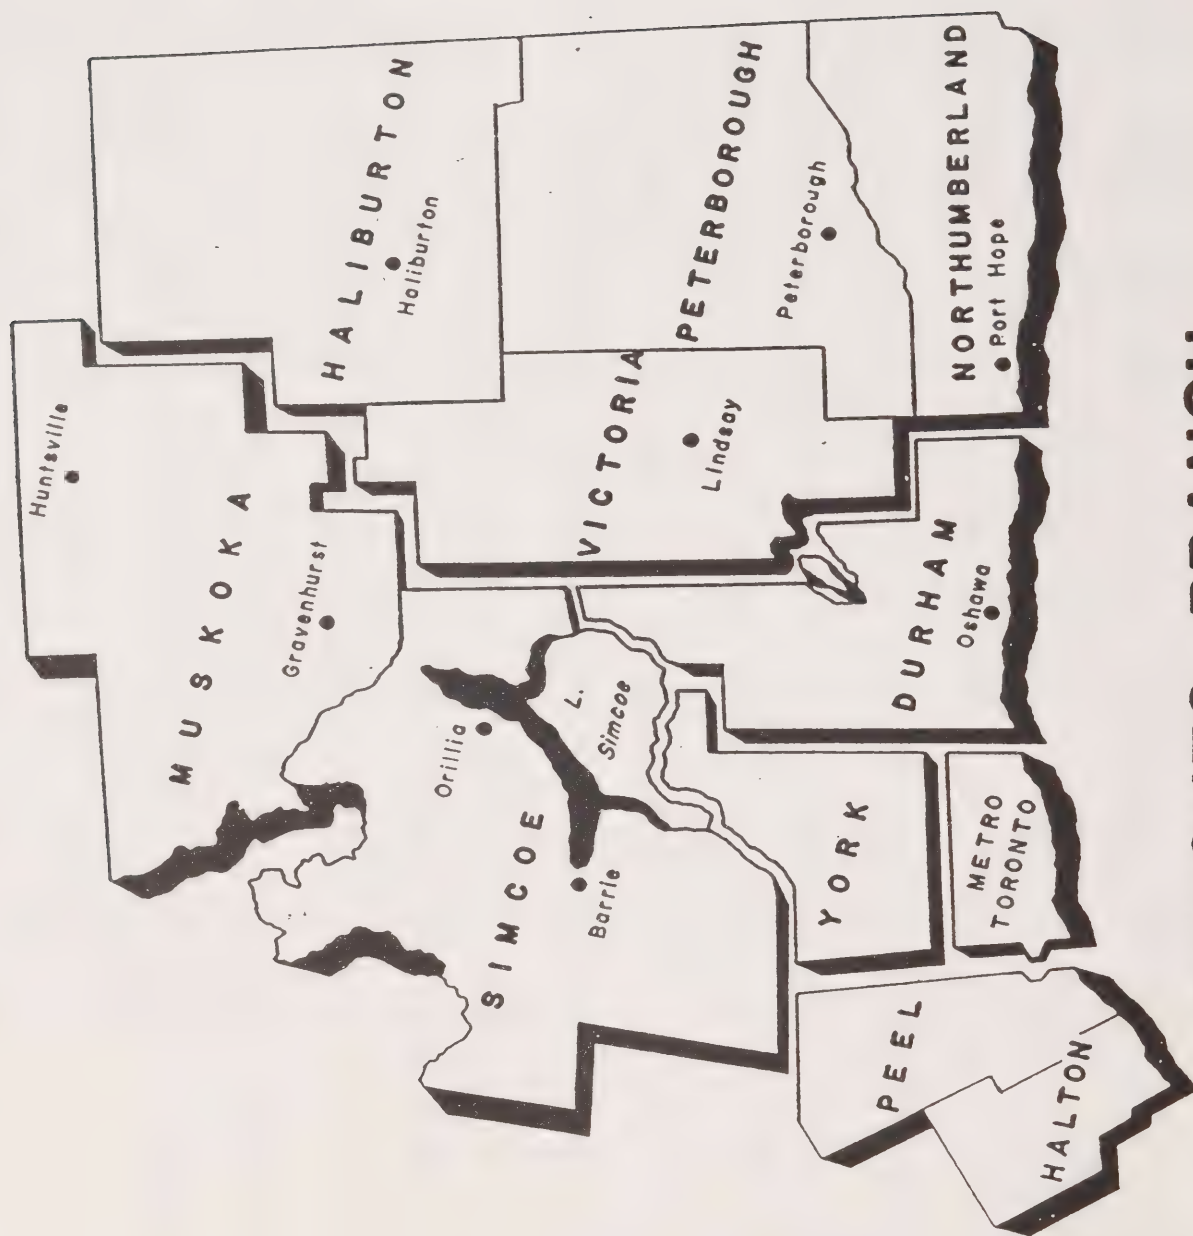 Huntsville
MUSKOKA
Gravenhurst
HALIBURTON
Haliburton
VICTORIA
Lindsay
PETERBOROUGH
Peterborough
NORTHUMBERLAND
Port Hope
Orillia
SIMCOE
Barrie
L.
Simcoe
DURHAM
Oshawa
YORK
METRO
TORONTO
PEEL
HALTON